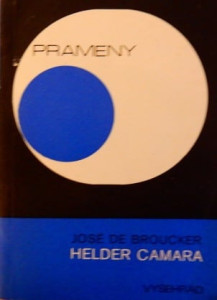 PRAMENY
JOSÉ DE BROUCKER
HELDER CAMARA
VYŠEHRAD